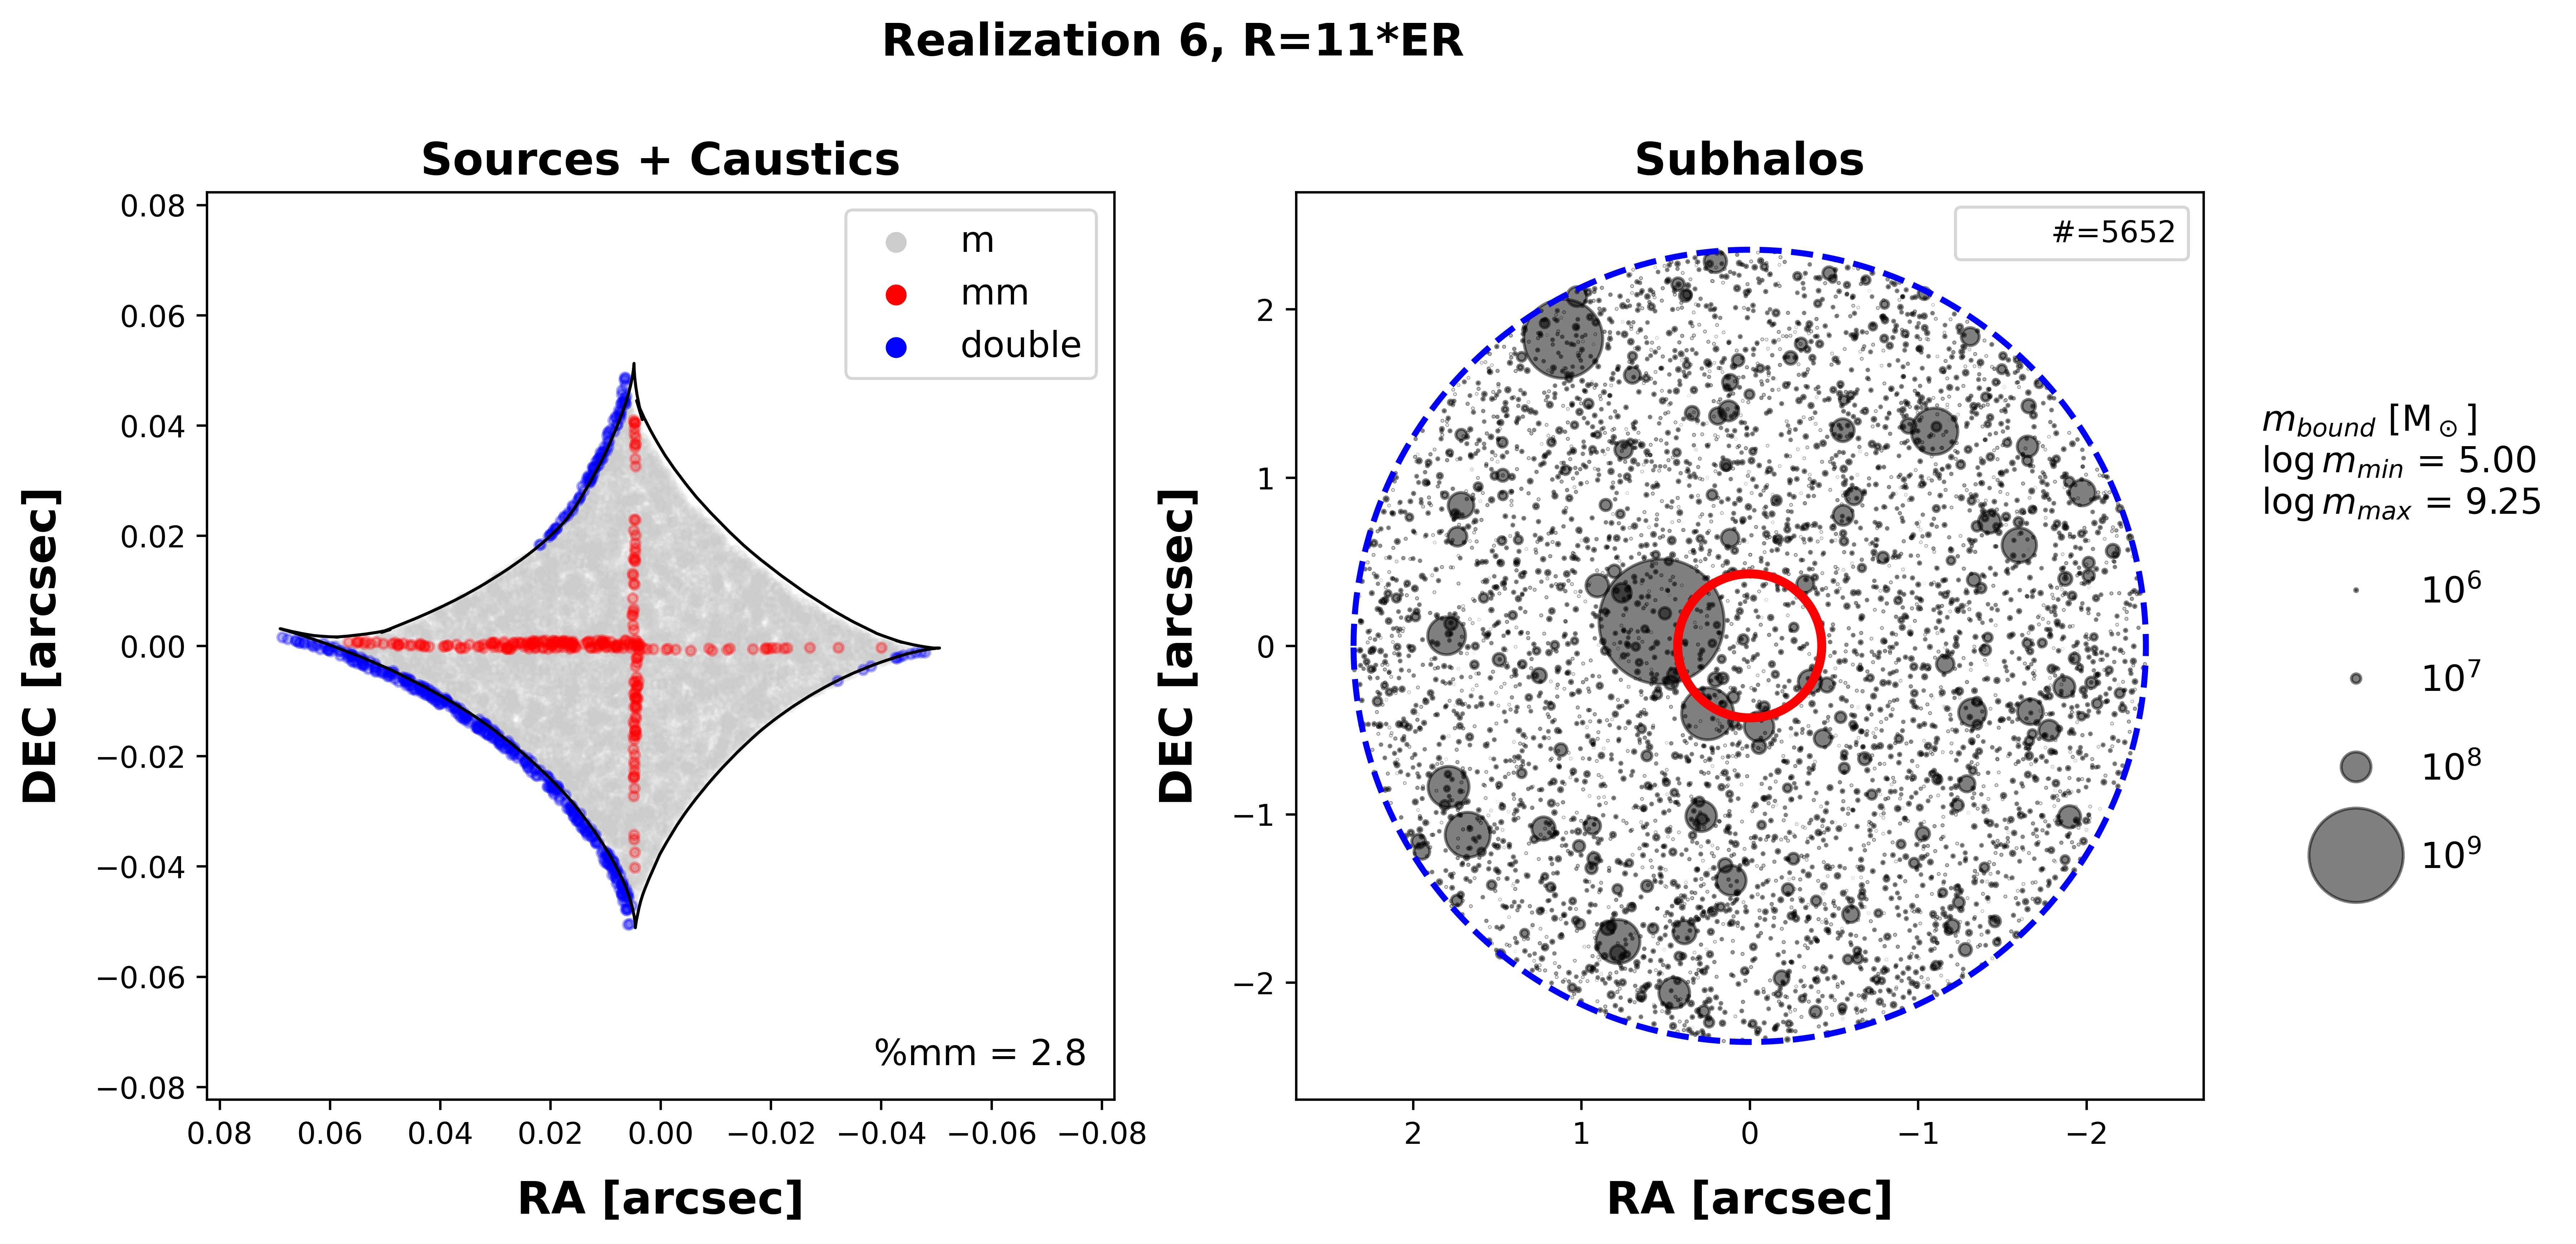 Realization 6, R=11*ER
Sources + Caustics
m
mm
double
0.08
0.06
0.04
0.02
0.00
−0.02
−0.04
−0.06
−0.08
DEC [arcsec]
%mm = 2.8
0.08 0.06 0.04 0.02 0.00 −0.02 −0.04 −0.06 −0.08
RA [arcsec]
Subhalos
#=5652
2
1
0
−1
−2
DEC [arcsec]
2 1 0 −1 −2
RA [arcsec]
m_bound [M_⊙]
log m_min = 5.00
log m_max = 9.25
10^6
10^7
10^8
10^9